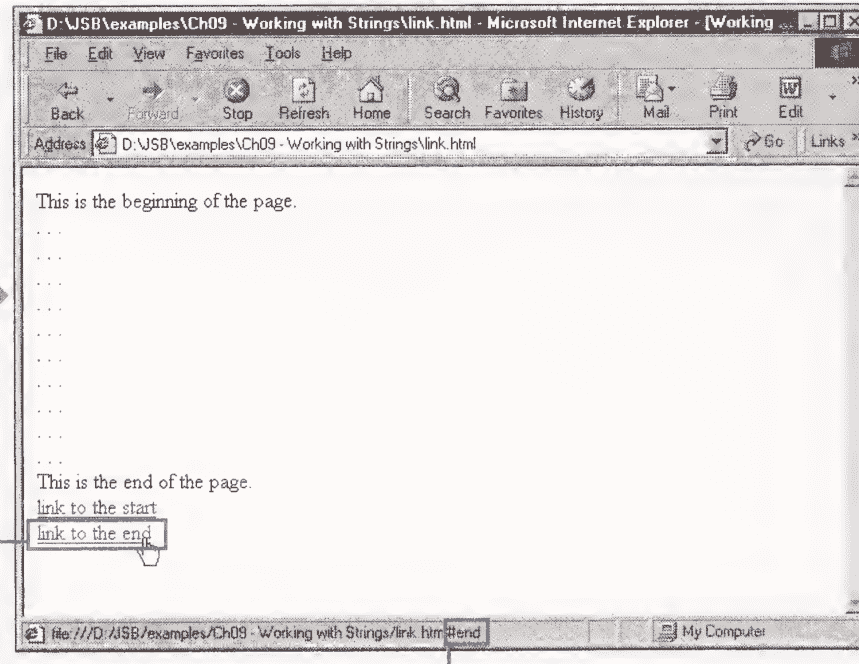 D:\JSB\examples\Ch09 - Working with Strings\link.html - Microsoft Internet Explorer - [Working ...
File Edit View Favorites Tools Help
Back Forward Stop Refresh Home Search Favorites History Mail Print Edit »
Address D:\JSB\examples\Ch09 - Working with Strings\link.html Go Links »
This is the beginning of the page.
. . .
. . .
. . .
. . .
. . .
. . .
. . .
. . .
. . .
. . .
This is the end of the page.
link to the start
link to the end
file:///D:/JSB/examples/Ch09 - Working with Strings/link.htm#end My Computer